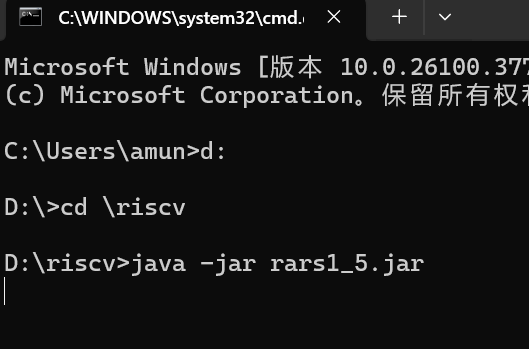 C:\WINDOWS\system32\cmd.
Microsoft Windows [版本 10.0.26100.377
(c) Microsoft Corporation。保留所有权
C:\Users\amun>d:
D:\>cd \riscv
D:\riscv>java -jar rars1_5.jar